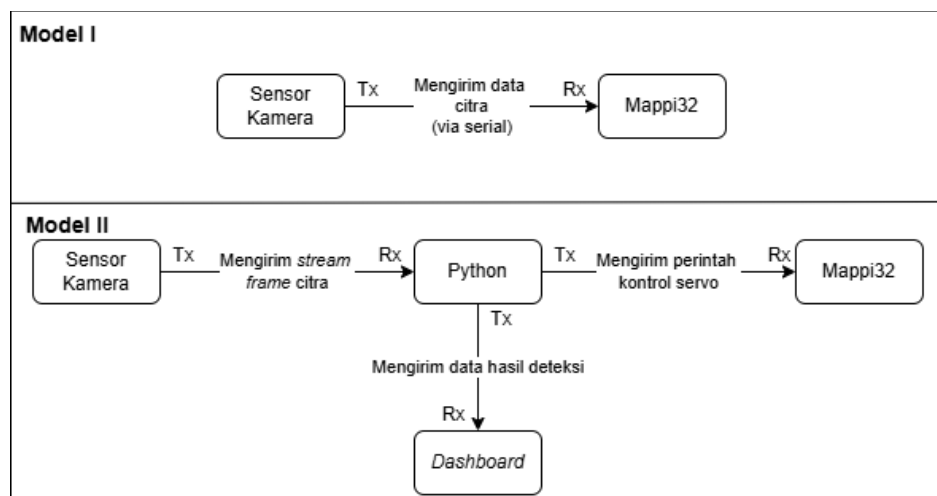 Model I
Sensor
Kamera
Tx
Mengirim data
citra
(via serial)
Rx
Mappi32
Model II
Sensor
Kamera
Tx
Mengirim stream
frame citra
Rx
Python
Tx
Mengirim perintah
kontrol servo
Rx
Mappi32
Tx
Mengirim data hasil deteksi
Rx
Dashboard